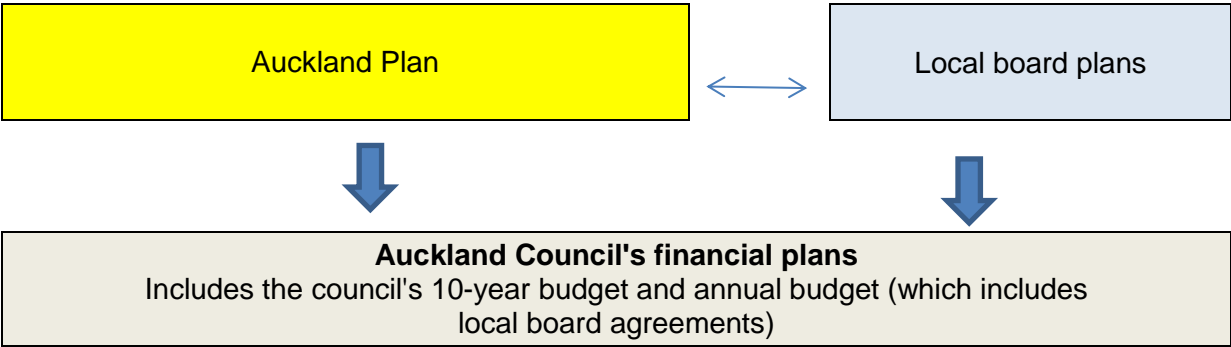 Auckland Plan
Local board plans
Auckland Council's financial plans
Includes the council's 10-year budget and annual budget (which includes
local board agreements)